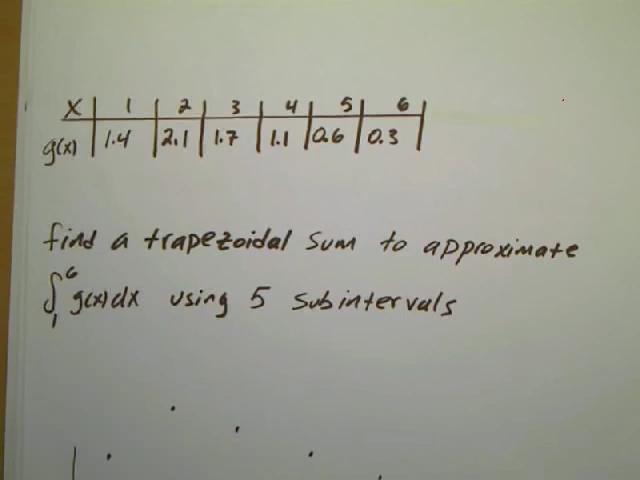 x | 1 | 2 | 3 | 4 | 5 | 6 |
g(x) | 1.4 | 2.1 | 1.7 | 1.1 | 0.6 | 0.3 |
find a trapezoidal sum to approximate
∫₁⁶ g(x)dx using 5 subintervals